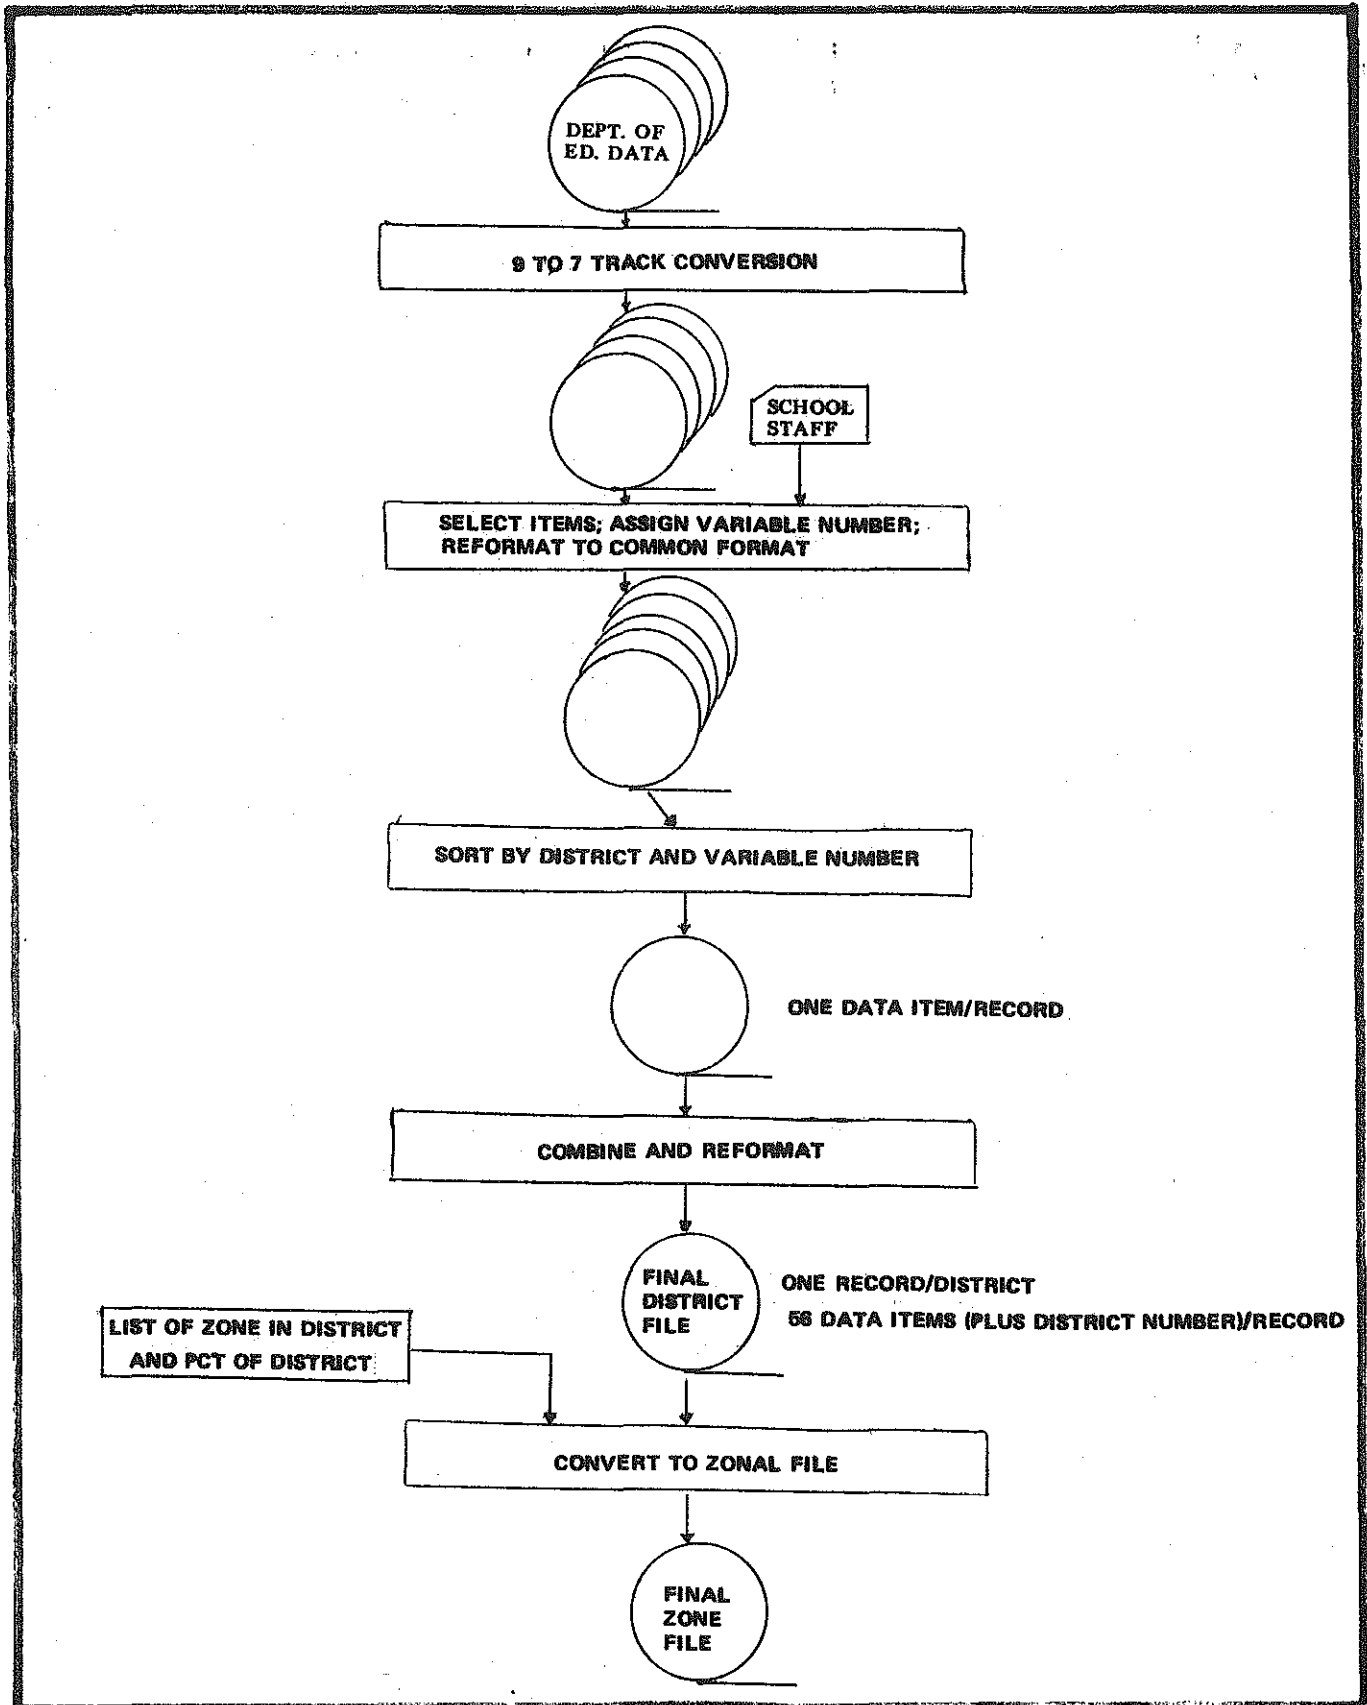 DEPT. OF
ED. DATA
9 TO 7 TRACK CONVERSION
SCHOOL
STAFF
SELECT ITEMS; ASSIGN VARIABLE NUMBER;
REFORMAT TO COMMON FORMAT
SORT BY DISTRICT AND VARIABLE NUMBER
ONE DATA ITEM/RECORD
COMBINE AND REFORMAT
FINAL
DISTRICT
FILE
ONE RECORD/DISTRICT
56 DATA ITEMS (PLUS DISTRICT NUMBER)/RECORD
LIST OF ZONE IN DISTRICT
AND PCT OF DISTRICT
CONVERT TO ZONAL FILE
FINAL
ZONE
FILE